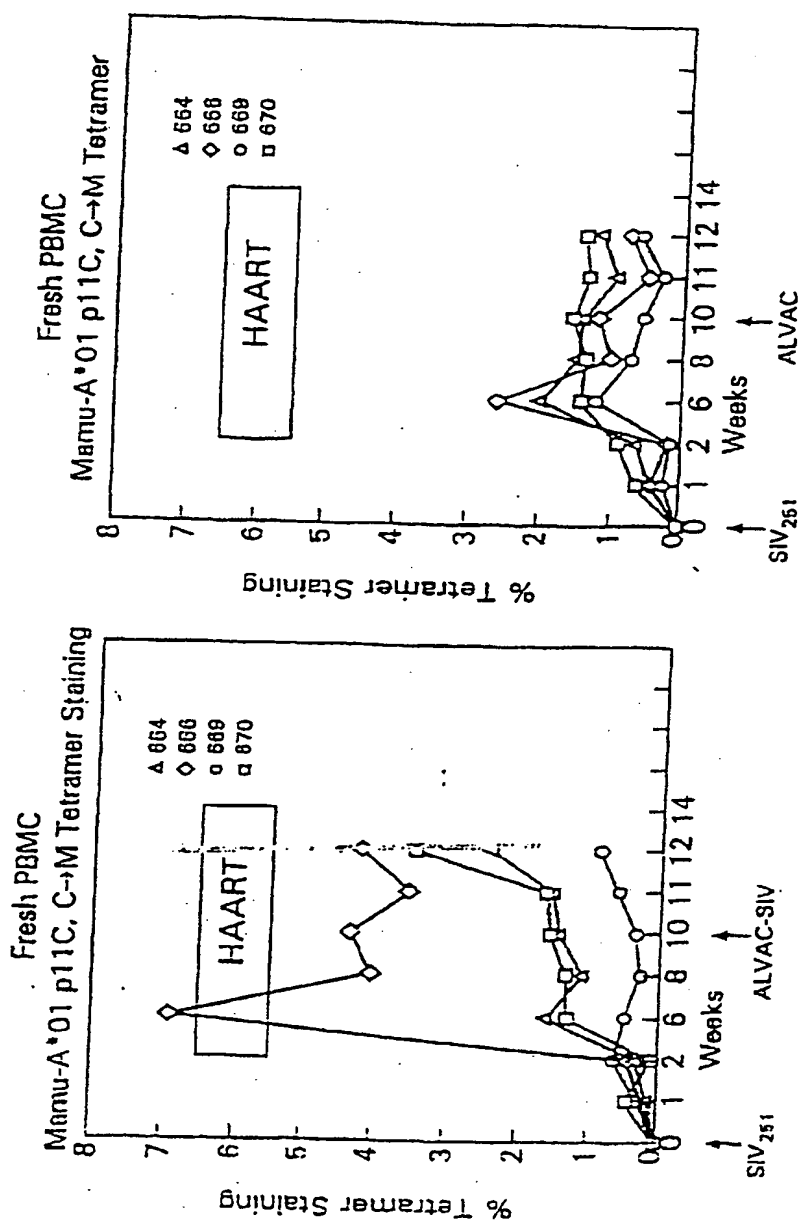 Fresh PBMC
Mamu-A*01 p11C, C→M Tetramer Staining
% Tetramer Staining
8
7
6
5
4
3
2
1
0
HAART
△ 664
◇ 666
○ 669
□ 670
0 1 2 6 8 10 11 12 14
Weeks
SIV251
ALVAC-SIV
Fresh PBMC
Mamu-A*01 p11C, C→M Tetramer
% Tetramer Staining
8
7
6
5
4
3
2
1
0
HAART
△ 664
◇ 668
○ 669
□ 670
0 1 2 6 8 10 11 12 14
Weeks
SIV251
ALVAC